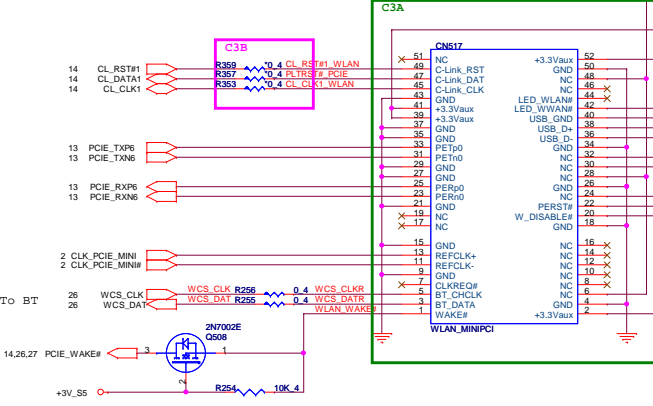 C3A
C3B
CN517
14 CL_RST#1 R359 *0_4 CL_RST#1_WLAN
14 CL_DATA1 R357 *0_4 PLTRST#_PCIE
14 CL_CLK1 R353 *0_4 CL_CLK1_WLAN
51 NC +3.3Vaux 52
49 C-Link_RST GND 50
47 C-Link_DAT NC 48
45 C-Link_CLK NC 46
43 GND LED_WLAN# 44
41 +3.3Vaux LED_WWAN# 42
39 +3.3Vaux USB_GND 40
37 GND USB_D+ 38
35 GND USB_D- 36
13 PCIE_TXP6 33 PETp0 GND 34
13 PCIE_TXN6 31 PETn0 NC 32
29 GND NC 30
27 GND NC 28
13 PCIE_RXP6 25 PERp0 GND 26
13 PCIE_RXN6 23 PERn0 NC 24
21 GND PERST# 22
19 NC W_DISABLE# 20
17 NC GND 18
15 GND NC 16
2 CLK_PCIE_MINI 13 REFCLK+ NC 14
2 CLK_PCIE_MINI# 11 REFCLK- NC 12
9 GND NC 10
7 CLKREQ# NC 8
To BT
26 WCS_CLK WCS_CLK R256 0_4 WCS_CLKR 5 BT_CHCLK NC 6
26 WCS_DAT WCS_DAT R255 0_4 WCS_DATR 3 BT_DATA GND 4
WLAN_WAKE# 1 WAKE# +3.3Vaux 2
WLAN_MINIPCI
2N7002E
Q508
14,26,27 PCIE_WAKE# 3 1
2
+3V_S5 R254 10K_4